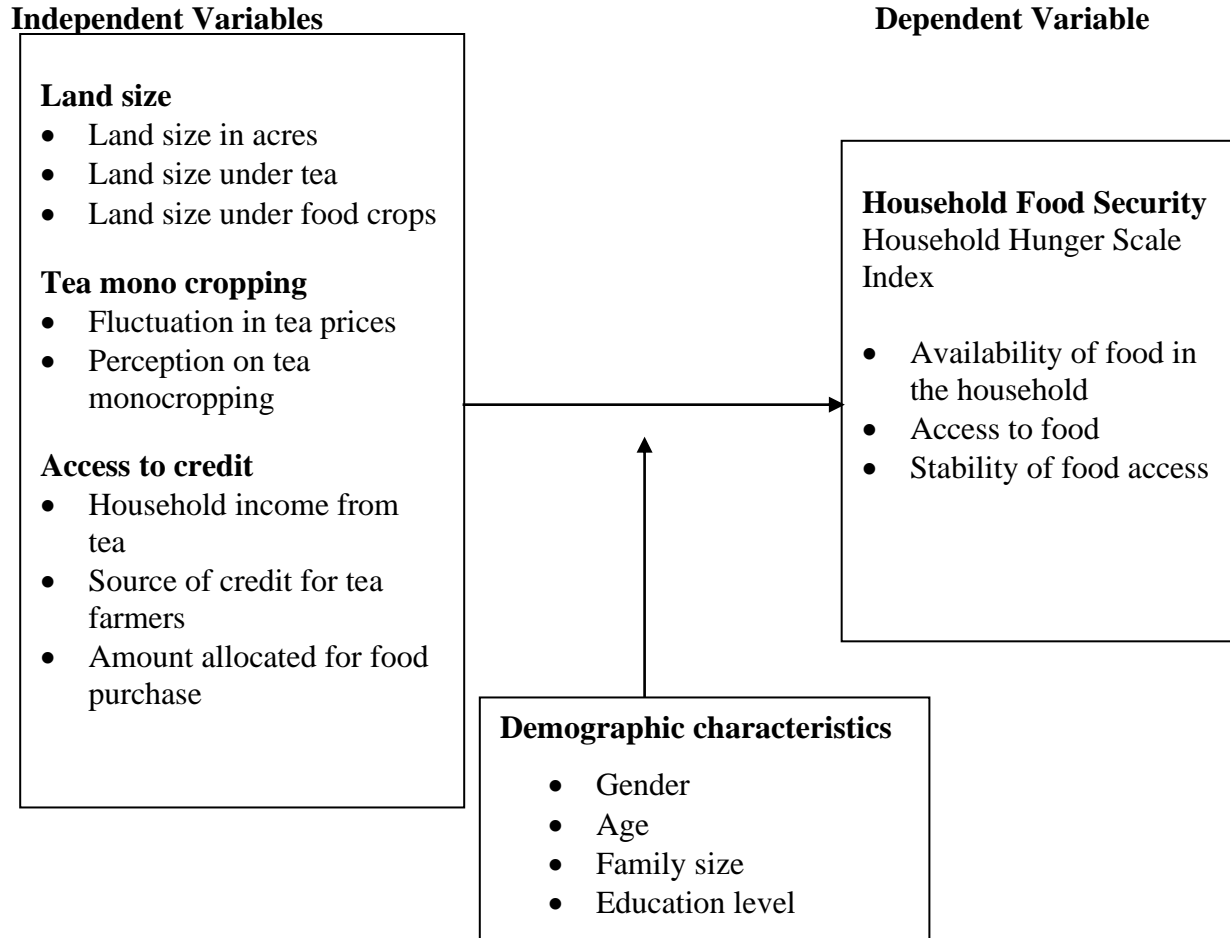 Independent Variables
Dependent Variable
Land size
• Land size in acres
• Land size under tea
• Land size under food crops
Tea mono cropping
• Fluctuation in tea prices
• Perception on tea
monocropping
Access to credit
• Household income from
tea
• Source of credit for tea
farmers
• Amount allocated for food
purchase
Household Food Security
Household Hunger Scale
Index
• Availability of food in
the household
• Access to food
• Stability of food access
Demographic characteristics
• Gender
• Age
• Family size
• Education level